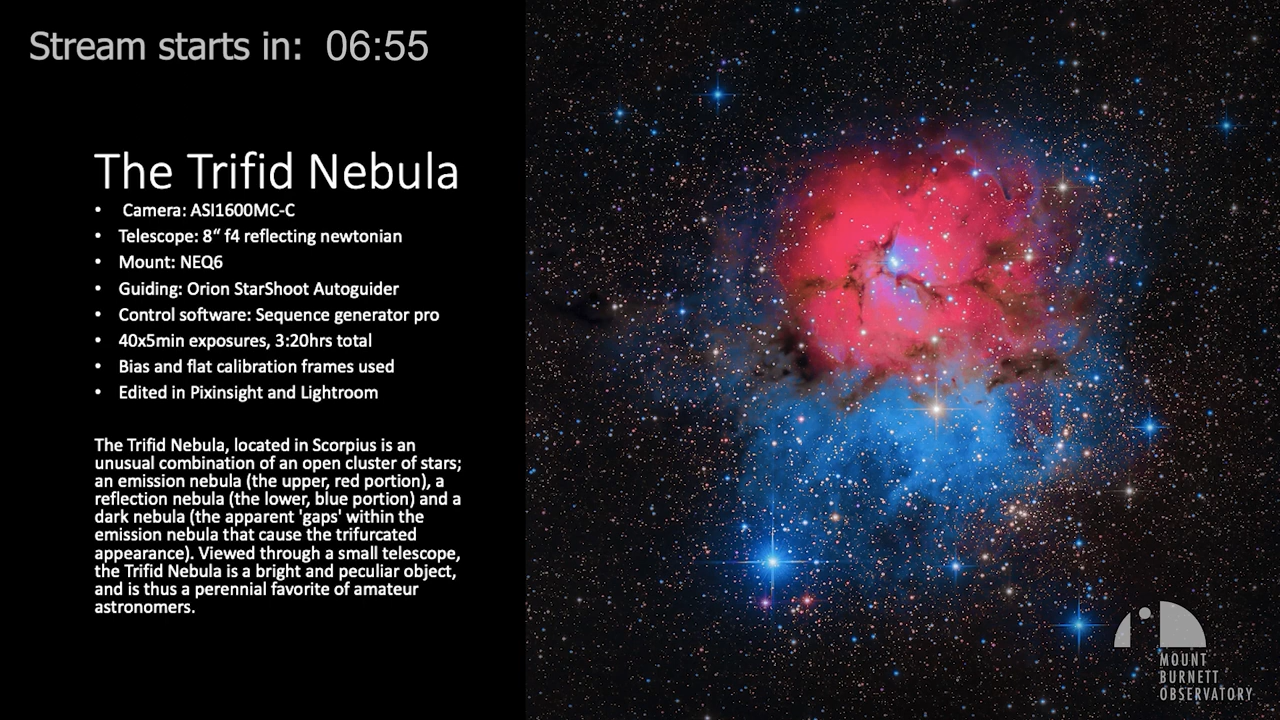 Stream starts in: 06:55
The Trifid Nebula
• Camera: ASI1600MC-C
• Telescope: 8“ f4 reflecting newtonian
• Mount: NEQ6
• Guiding: Orion StarShoot Autoguider
• Control software: Sequence generator pro
• 40x5min exposures, 3:20hrs total
• Bias and flat calibration frames used
• Edited in Pixinsight and Lightroom
The Trifid Nebula, located in Scorpius is an
unusual combination of an open cluster of stars;
an emission nebula (the upper, red portion), a
reflection nebula (the lower, blue portion) and a
dark nebula (the apparent 'gaps' within the
emission nebula that cause the trifurcated
appearance). Viewed through a small telescope,
the Trifid Nebula is a bright and peculiar object,
and is thus a perennial favorite of amateur
astronomers.
MOUNT
BURNETT
OBSERVATORY